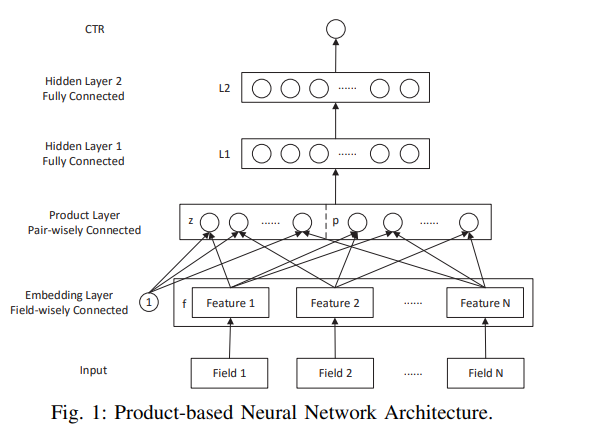 CTR
Hidden Layer 2
Fully Connected
L2
......
Hidden Layer 1
Fully Connected
L1
......
Product Layer
Pair-wisely Connected
z
......
p
......
Embedding Layer
Field-wisely Connected
1
f
Feature 1
Feature 2
......
Feature N
Input
Field 1
Field 2
......
Field N
Fig. 1: Product-based Neural Network Architecture.